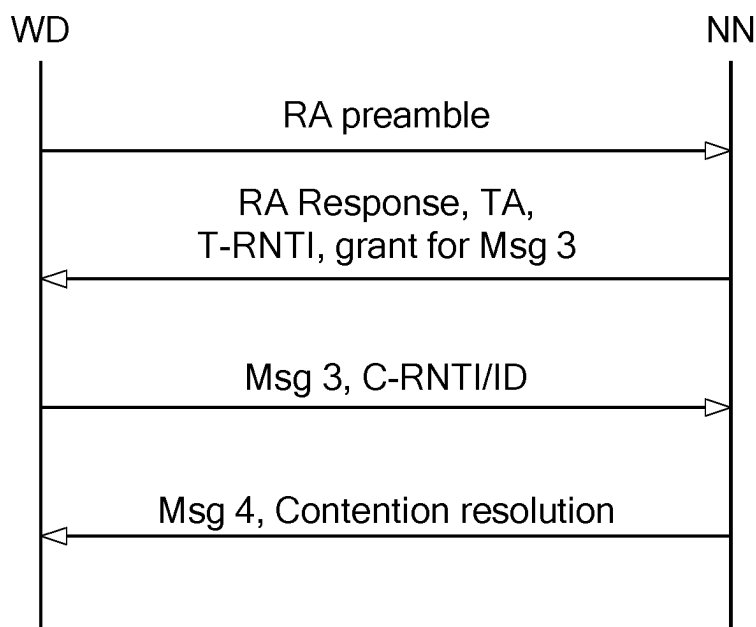 WD
NN
RA preamble
RA Response, TA,
T-RNTI, grant for Msg 3
Msg 3, C-RNTI/ID
Msg 4, Contention resolution